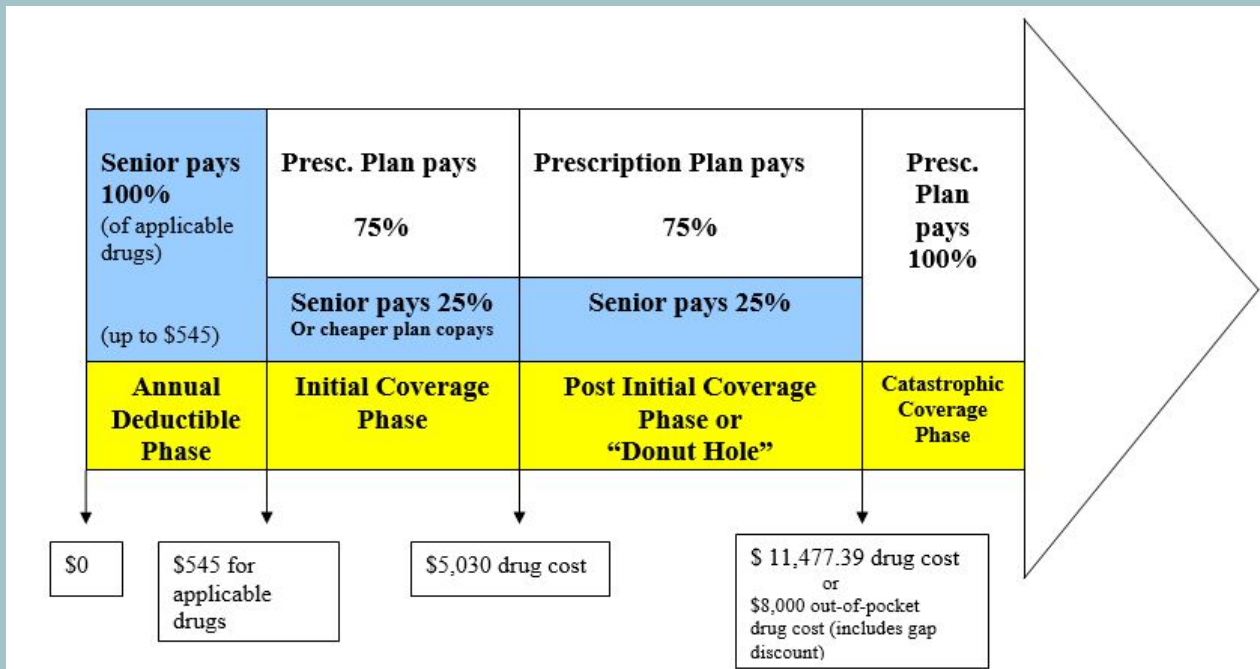 Senior pays
100%
(of applicable
drugs)
(up to $545)
Presc. Plan pays
75%
Senior pays 25%
Or cheaper plan copays
Prescription Plan pays
75%
Senior pays 25%
Presc.
Plan
pays
100%
Annual
Deductible
Phase
Initial Coverage
Phase
Post Initial Coverage
Phase or
“Donut Hole”
Catastrophic
Coverage
Phase
$0
$545 for
applicable
drugs
$5,030 drug cost
$ 11,477.39 drug cost
or
$8,000 out-of-pocket
drug cost (includes gap
discount)